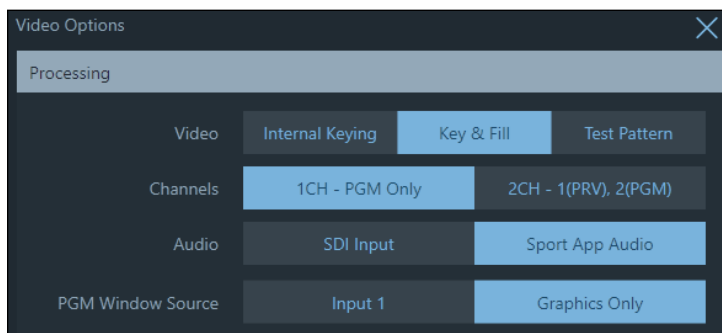 Video Options
Processing
Video Internal Keying Key & Fill Test Pattern
Channels 1CH - PGM Only 2CH - 1(PRV), 2(PGM)
Audio SDI Input Sport App Audio
PGM Window Source Input 1 Graphics Only